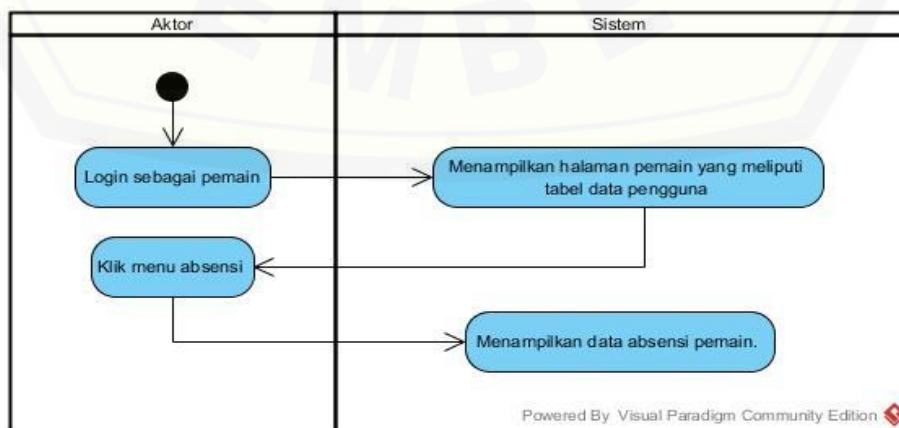 Aktor
Sistem
Login sebagai pemain
Menampilkan halaman pemain yang meliputi
tabel data pengguna
Klik menu absensi
Menampilkan data absensi pemain.
Powered By Visual Paradigm Community Edition